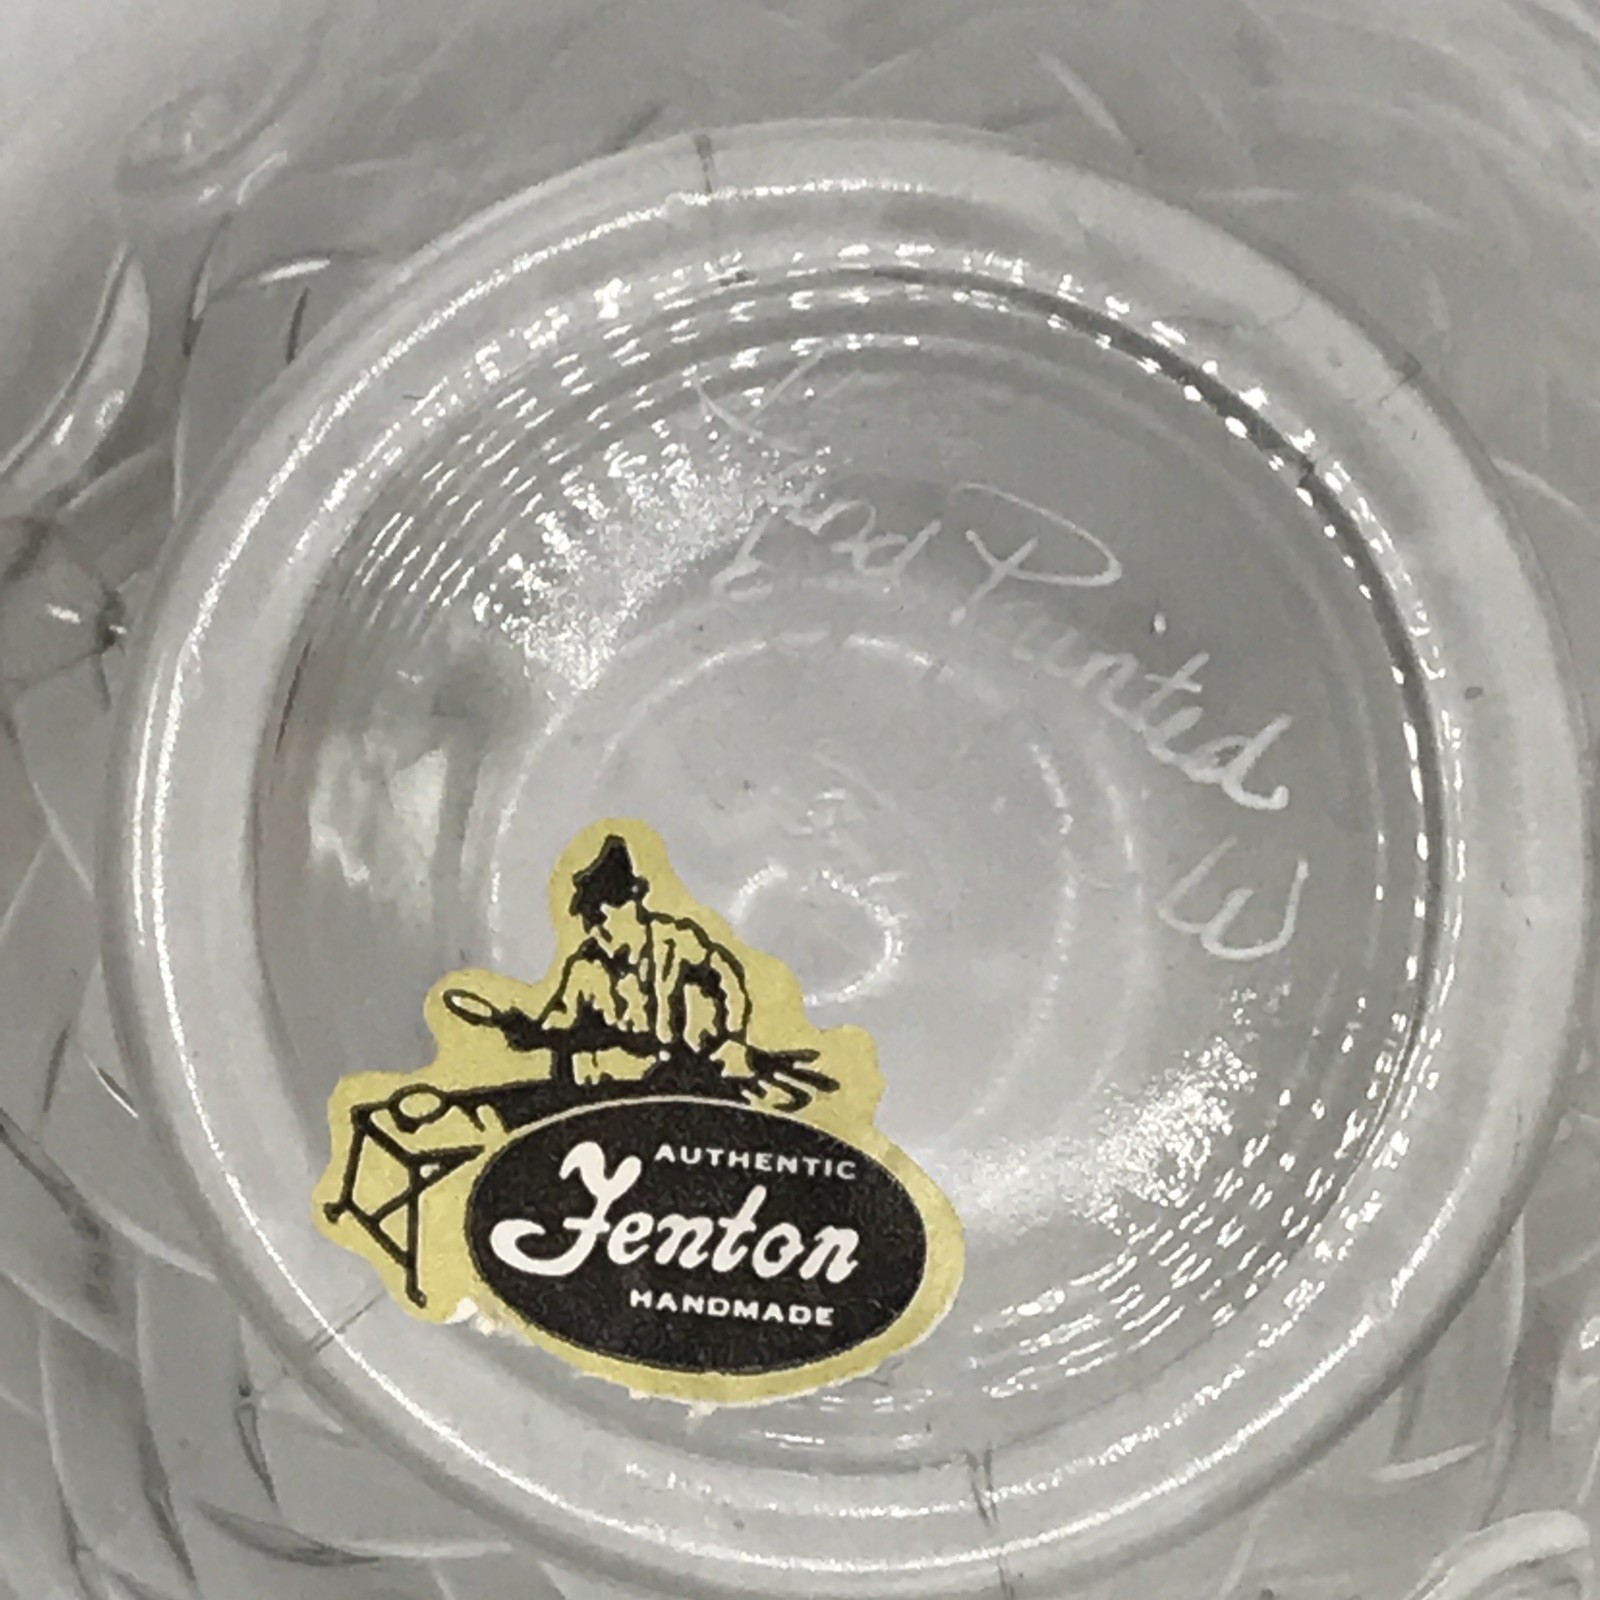 Hand Painted
W
AUTHENTIC
Fenton
HANDMADE